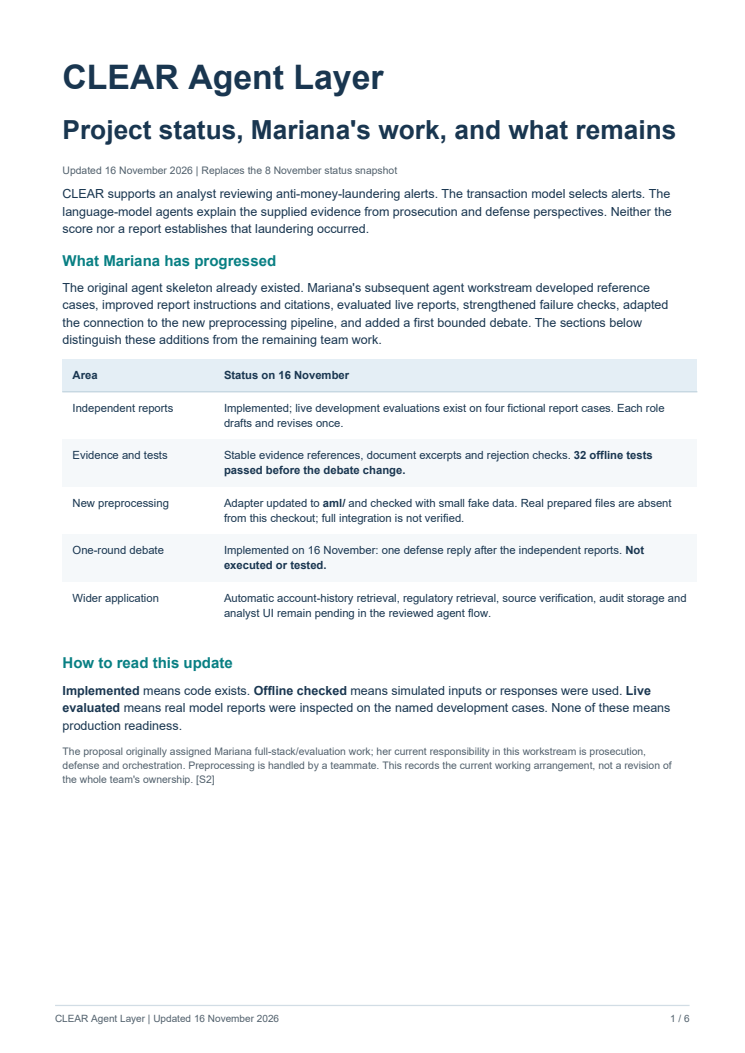 CLEAR Agent Layer
Project status, Mariana's work, and what remains
Updated 16 November 2026 | Replaces the 8 November status snapshot
CLEAR supports an analyst reviewing anti-money-laundering alerts. The transaction model selects alerts. The
language-model agents explain the supplied evidence from prosecution and defense perspectives. Neither the
score nor a report establishes that laundering occurred.
What Mariana has progressed
The original agent skeleton already existed. Mariana's subsequent agent workstream developed reference
cases, improved report instructions and citations, evaluated live reports, strengthened failure checks, adapted
the connection to the new preprocessing pipeline, and added a first bounded debate. The sections below
distinguish these additions from the remaining team work.
Area Status on 16 November
Independent reports Implemented; live development evaluations exist on four fictional report cases. Each role
drafts and revises once.
Evidence and tests Stable evidence references, document excerpts and rejection checks. 32 offline tests
passed before the debate change.
New preprocessing Adapter updated to aml/ and checked with small fake data. Real prepared files are absent
from this checkout; full integration is not verified.
One-round debate Implemented on 16 November: one defense reply after the independent reports. Not
executed or tested.
Wider application Automatic account-history retrieval, regulatory retrieval, source verification, audit storage and
analyst UI remain pending in the reviewed agent flow.
How to read this update
Implemented means code exists. Offline checked means simulated inputs or responses were used. Live
evaluated means real model reports were inspected on the named development cases. None of these means
production readiness.
The proposal originally assigned Mariana full-stack/evaluation work; her current responsibility in this workstream is prosecution,
defense and orchestration. Preprocessing is handled by a teammate. This records the current working arrangement, not a revision of
the whole team's ownership. [S2]
CLEAR Agent Layer | Updated 16 November 2026 1 / 6